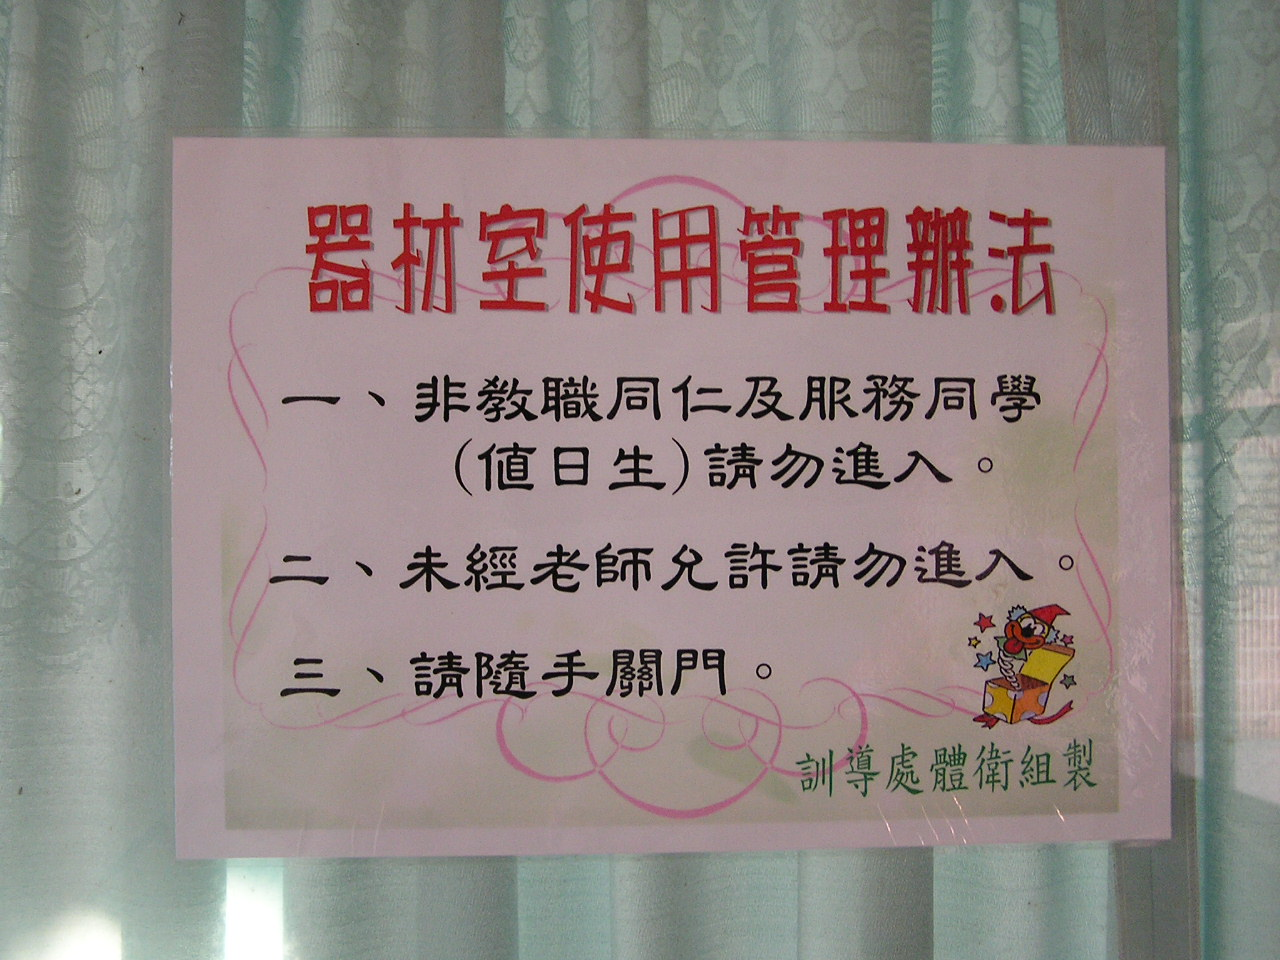 器材室使用管理辦法
一、非教職同仁及服務同學
(值日生)請勿進入。
二、未經老師允許請勿進入。
三、請隨手關門。
訓導處體衛組製